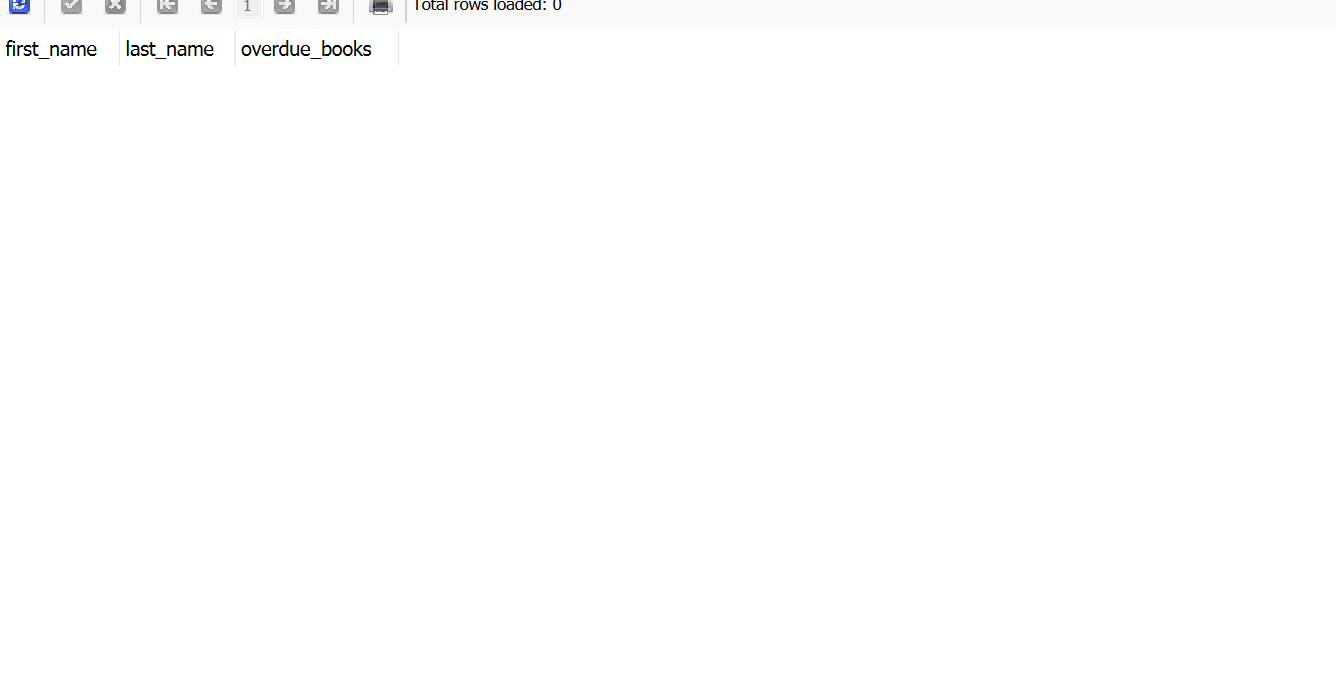 1 Total rows loaded: 0
first_name last_name overdue_books